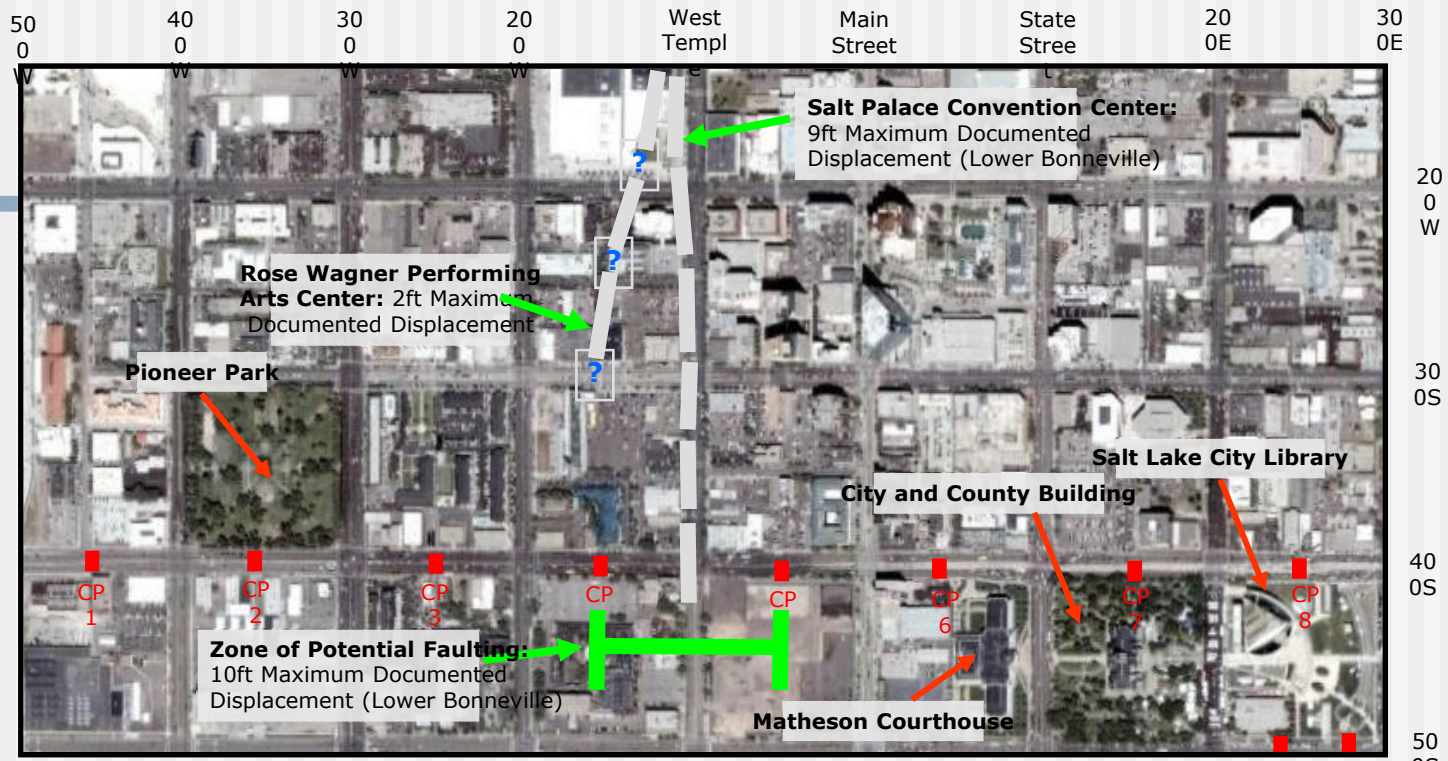 50
0
W
40
0
W
30
0
W
20
0
W
West
Templ
e
Main
Street
State
Stree
t
20
0E
30
0E
Salt Palace Convention Center:
9ft Maximum Documented
Displacement (Lower Bonneville)
?
20
0
W
?
Rose Wagner Performing
Arts Center: 2ft Maximum
Documented Displacement
Pioneer Park
?
30
0S
Salt Lake City Library
City and County Building
40
0S
CP
1
CP
2
CP
3
CP
CP
CP
6
CP
7
CP
8
Zone of Potential Faulting:
10ft Maximum Documented
Displacement (Lower Bonneville)
Matheson Courthouse
50
0S